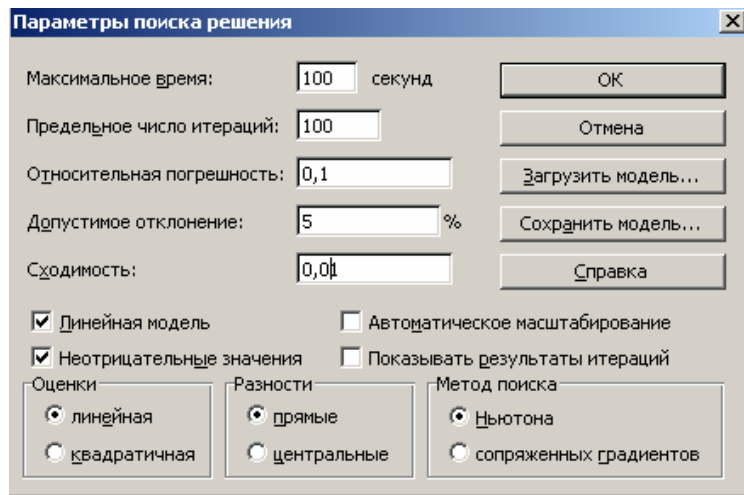 Параметры поиска решения
Максимальное время: 100 секунд
ОК
Предельное число итераций: 100
Отмена
Относительная погрешность: 0,1
Загрузить модель...
Допустимое отклонение: 5 %
Сохранить модель...
Сходимость: 0,01
Справка
Линейная модель
Автоматическое масштабирование
Неотрицательные значения
Показывать результаты итераций
Оценки
Разности
Метод поиска
линейная
прямые
Ньютона
квадратичная
центральные
сопряженных градиентов